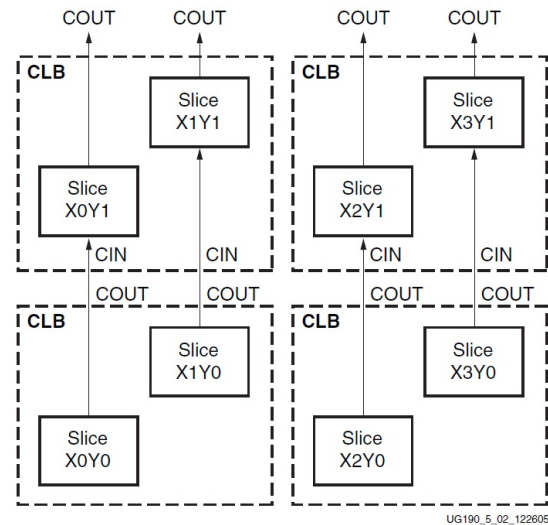 COUT COUT COUT COUT
CLB CLB
Slice
X1Y1
Slice
X3Y1
Slice
X0Y1
Slice
X2Y1
CIN CIN CIN CIN
COUT COUT COUT COUT
CLB CLB
Slice
X1Y0
Slice
X3Y0
Slice
X0Y0
Slice
X2Y0
UG190_5_02_122605